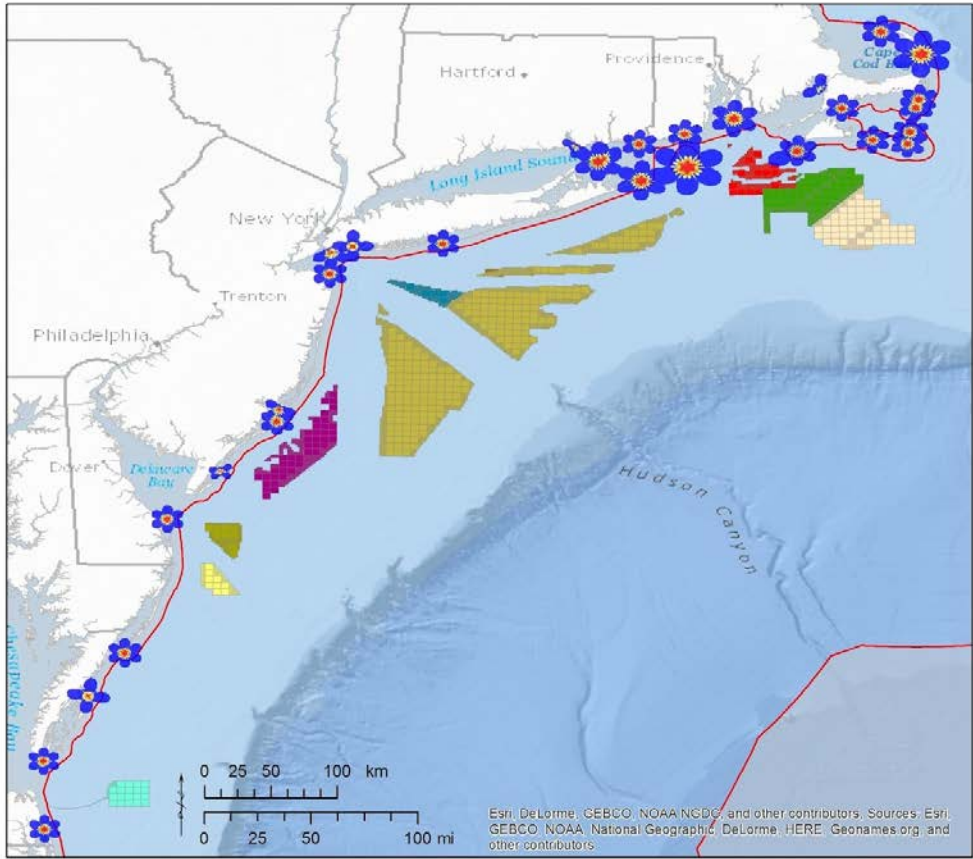 Hartford
Providence
Cape
Cod
Long Island Sound
New York
Trenton
Philadelphia
Dover
Delaware
Bay
Hudson Canyon
Chesapeake Bay
0 25 50 100 km
0 25 50 100 mi
Esri, DeLorme, GEBCO, NOAA NGDC, and other contributors, Sources: Esri,
GEBCO, NOAA, National Geographic, DeLorme, HERE, Geonames.org, and
other contributors